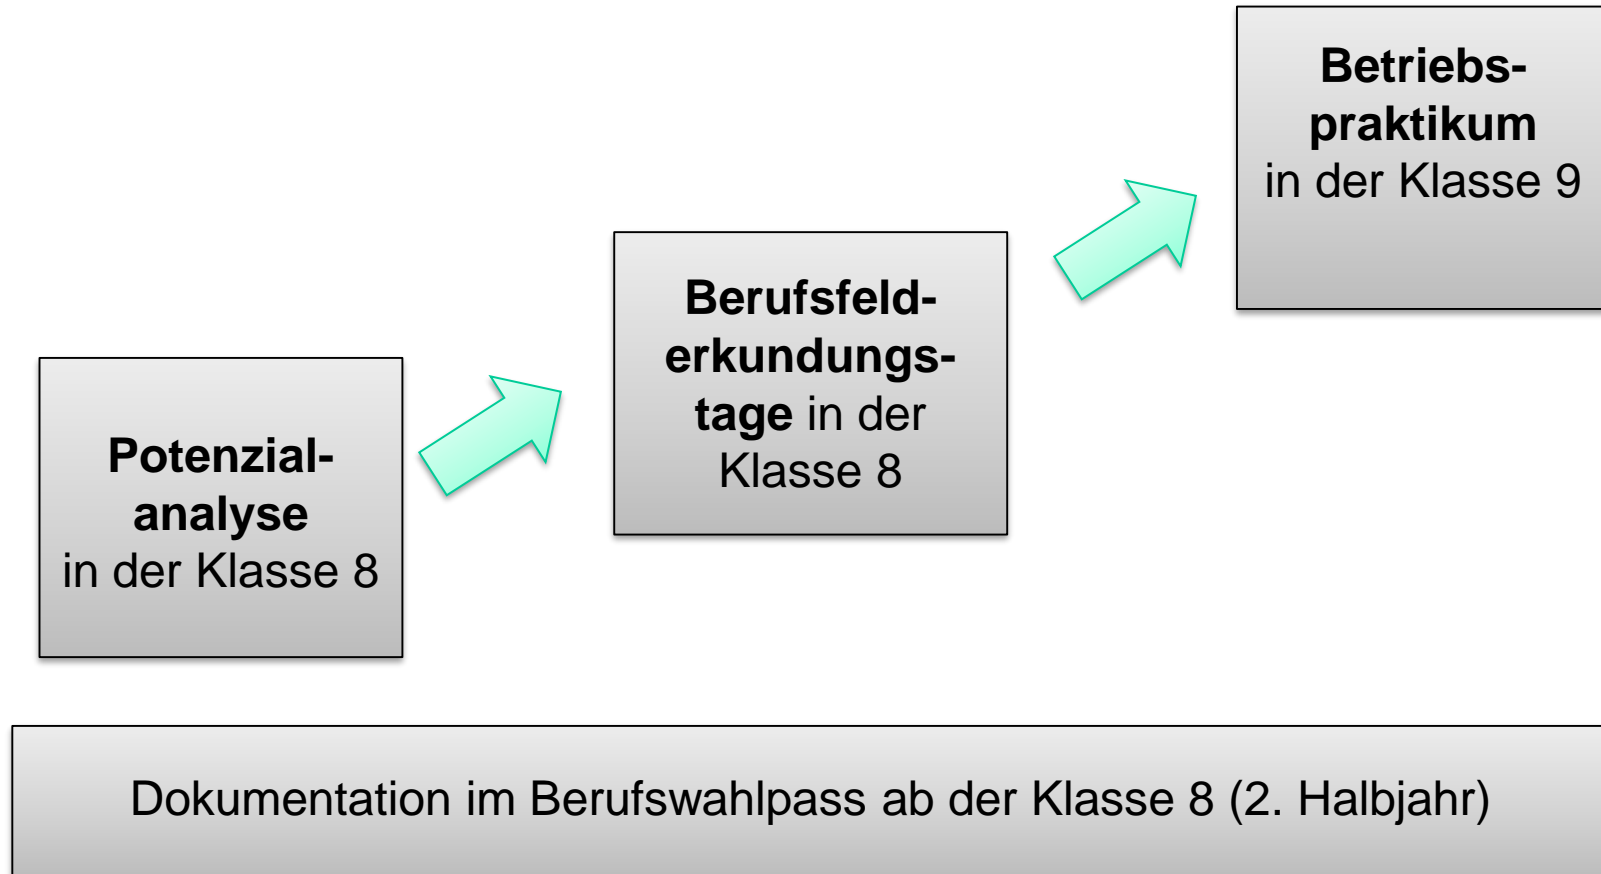 Potenzial-
analyse
in der Klasse 8
Berufsfeld-
erkundungs-
tage in der
Klasse 8
Betriebs-
praktikum
in der Klasse 9
Dokumentation im Berufswahlpass ab der Klasse 8 (2. Halbjahr)